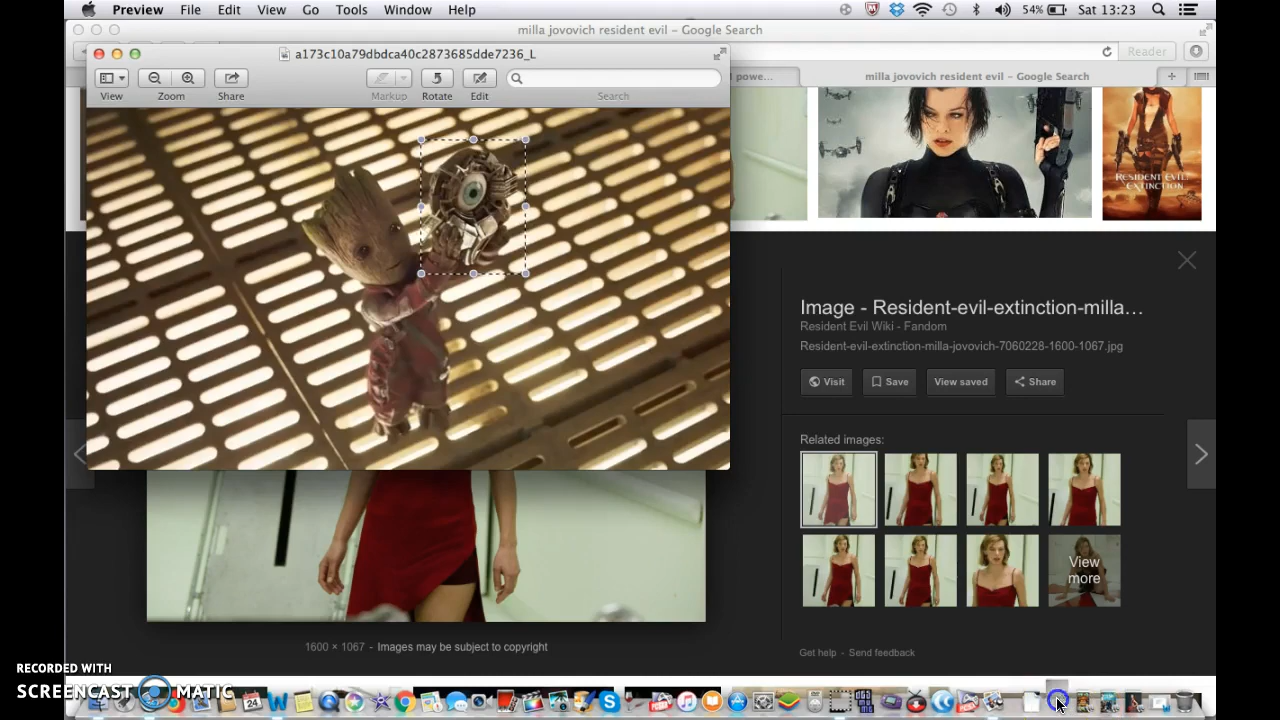 Preview File Edit View Go Tools Window Help 54% Sat 13:23
milla jovovich resident evil - Google Search
a173c10a79dbdca40c2873685dde7236_L
Reader
View Zoom Share Markup Rotate Edit Search
powe... milla jovovich resident evil - Google Search
RESIDENT EVIL
EXTINCTION
Image - Resident-evil-extinction-milla...
Resident Evil Wiki - Fandom
Resident-evil-extinction-milla-jovovich-7060228-1600-1067.jpg
Visit Save View saved Share
Related images:
View
more
1600 × 1067 - Images may be subject to copyright
Get help - Send feedback
RECORDED WITH
SCREENCAST MATIC
24